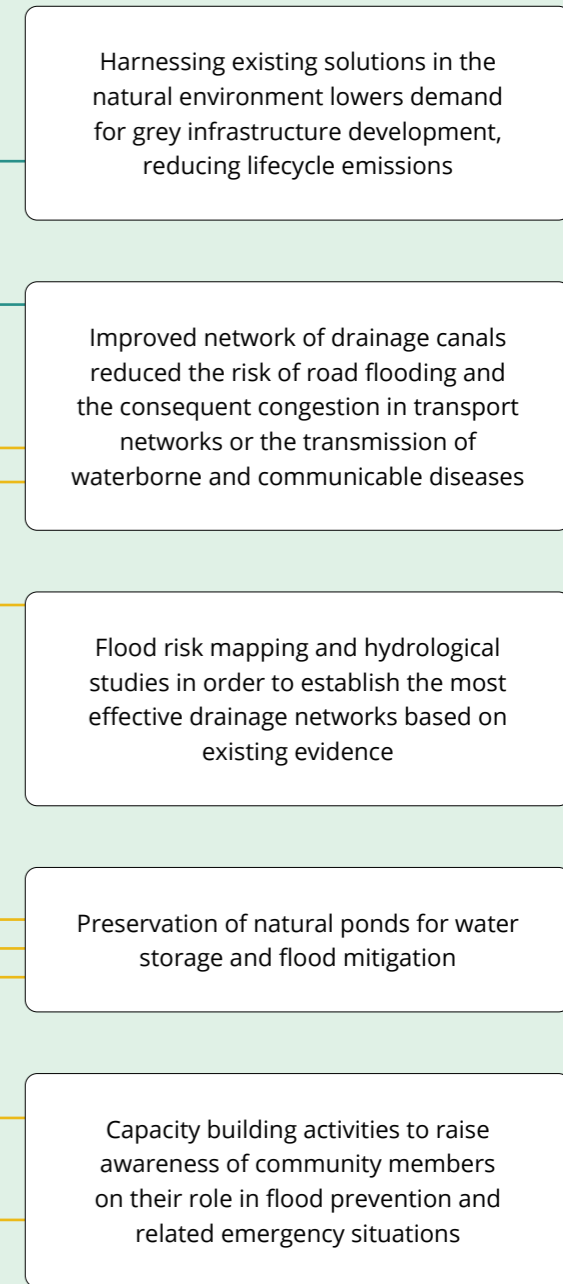 Harnessing existing solutions in the
natural environment lowers demand
for grey infrastructure development,
reducing lifecycle emissions
Improved network of drainage canals
reduced the risk of road flooding and
the consequent congestion in transport
networks or the transmission of
waterborne and communicable diseases
Flood risk mapping and hydrological
studies in order to establish the most
effective drainage networks based on
existing evidence
Preservation of natural ponds for water
storage and flood mitigation
Capacity building activities to raise
awareness of community members
on their role in flood prevention and
related emergency situations